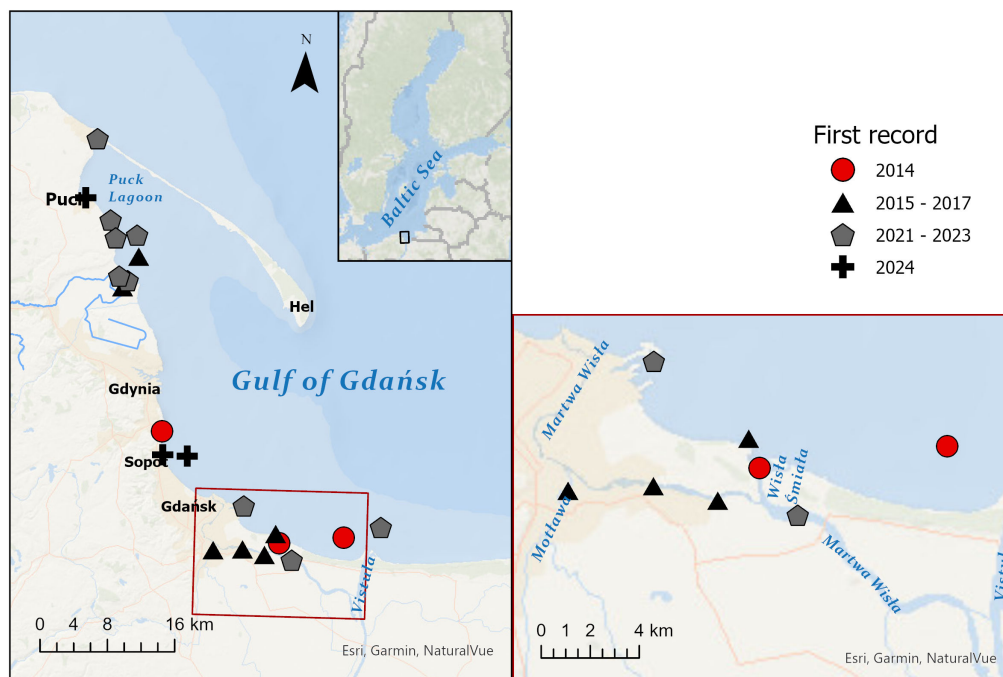 N
Baltic Sea
Puck
Lagoon
Puck
Hel
Gdynia
Gulf of Gdańsk
Sopot
Gdańsk
Vistula
0 4 8 16 km
Esri, Garmin, NaturalVue
First record
2014
2015 - 2017
2021 - 2023
2024
Martwa Wisła
Wisła
Śmiała
Motława
Martwa Wisła
Vistula
0 1 2 4 km
Esri, Garmin, NaturalVue